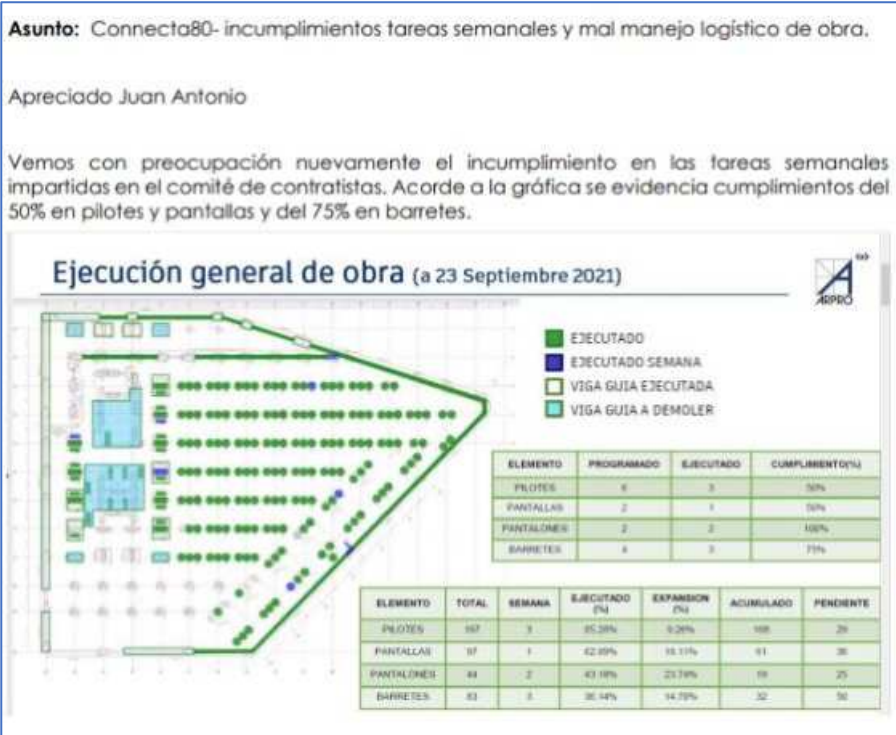 Asunto: Connecta80- incumplimientos tareas semanales y mal manejo logístico de obra.
Apreciado Juan Antonio
Vemos con preocupación nuevamente el incumplimiento en las tareas semanales
impartidas en el comité de contratistas. Acorde a la gráfica se evidencia cumplimientos del
50% en pilotes y pantallas y del 75% en barretes.
Ejecución general de obra (a 23 Septiembre 2021)
ARPRO
EJECUTADO
EJECUTADO SEMANA
VIGA GUIA EJECUTADA
VIGA GUIA A DEMOLER
ELEMENTO PROGRAMADO EJECUTADO CUMPLIMIENTO(%)
PILOTES 6 3 50%
PANTALLAS 2 1 50%
PANTALONES 2 2 100%
BARRETES 4 3 75%
ELEMENTO TOTAL SEMANA EJECUTADO (%) EXPANSION (%) ACUMULADO PENDIENTE
PILOTES 3
PANTALLAS 1 61
PANTALONES 44 2 25
BARRETES 83 3 32 50